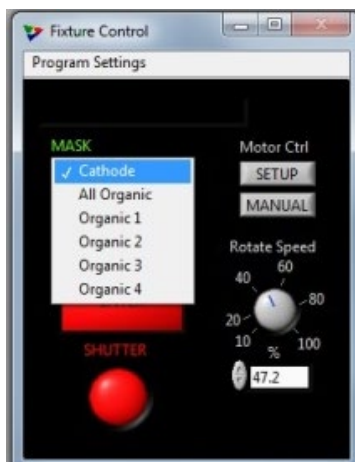 Fixture Control
Program Settings
MASK
✓ Cathode
All Organic
Organic 1
Organic 2
Organic 3
Organic 4
SHUTTER
Motor Ctrl
SETUP
MANUAL
Rotate Speed
60
40
80
20
10
%
100
47.2